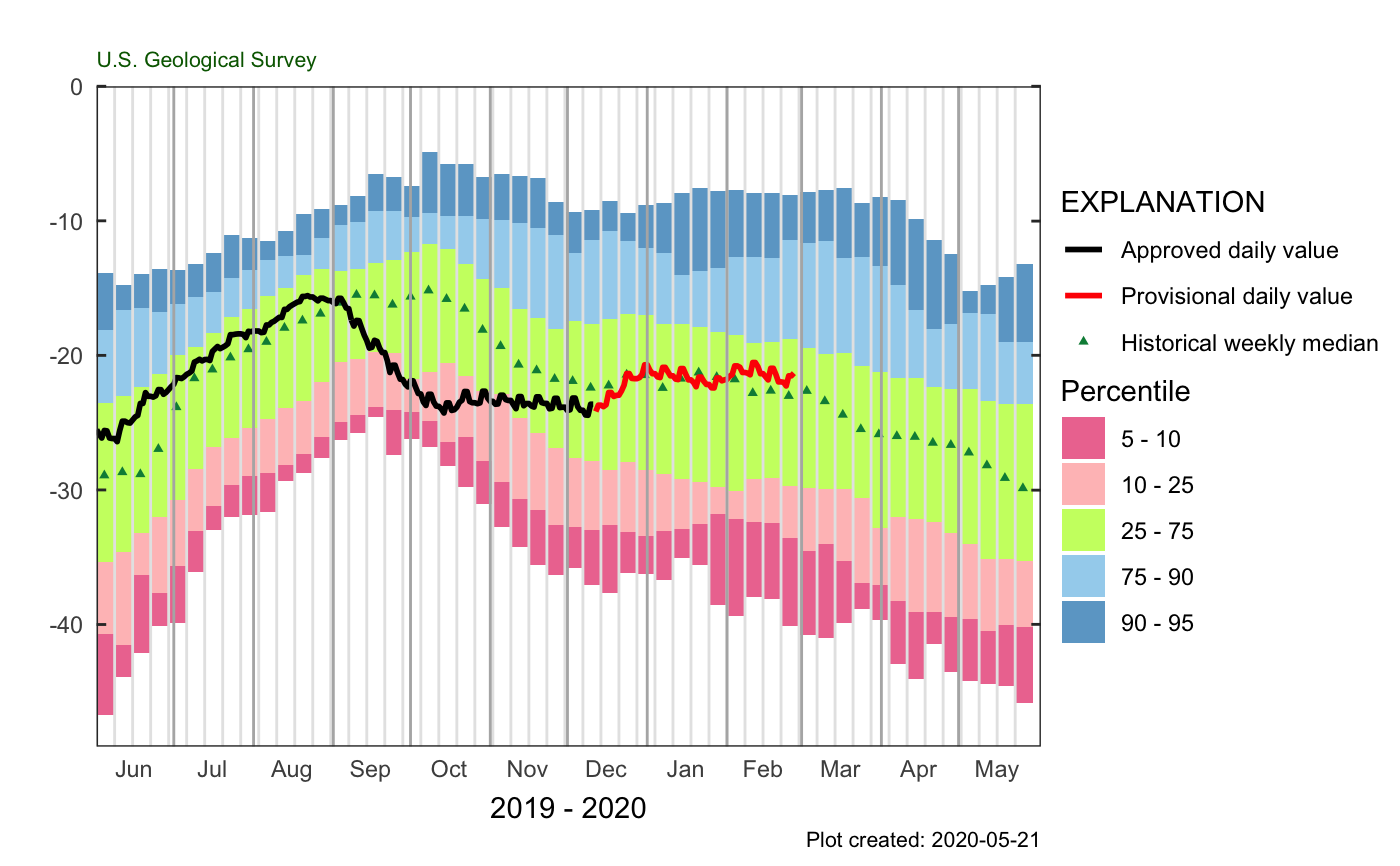 U.S. Geological Survey
0
-10
-20
-30
-40
Jun Jul Aug Sep Oct Nov Dec Jan Feb Mar Apr May
2019 - 2020
Plot created: 2020-05-21
EXPLANATION
Approved daily value
Provisional daily value
Historical weekly median
Percentile
5 - 10
10 - 25
25 - 75
75 - 90
90 - 95